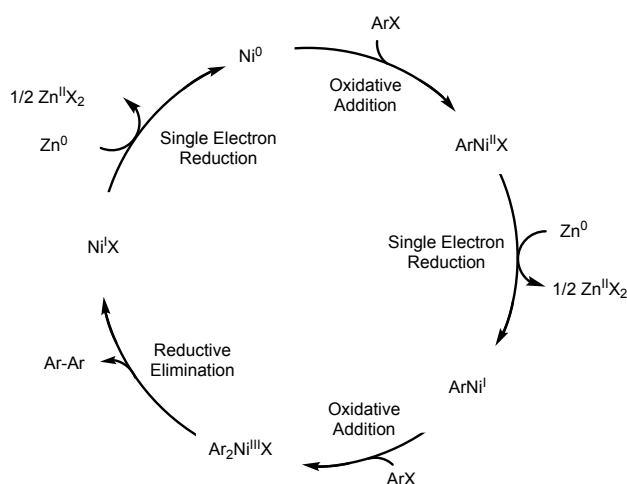 Ni⁰
ArX
Oxidative
Addition
ArNiᴵᴵX
Zn⁰
Single Electron
Reduction
1/2 ZnᴵᴵX₂
ArNiᴵ
Oxidative
Addition
ArX
Ar₂NiᴵᴵᴵX
Reductive
Elimination
Ar-Ar
NiᴵX
Single Electron
Reduction
Zn⁰
1/2 ZnᴵᴵX₂